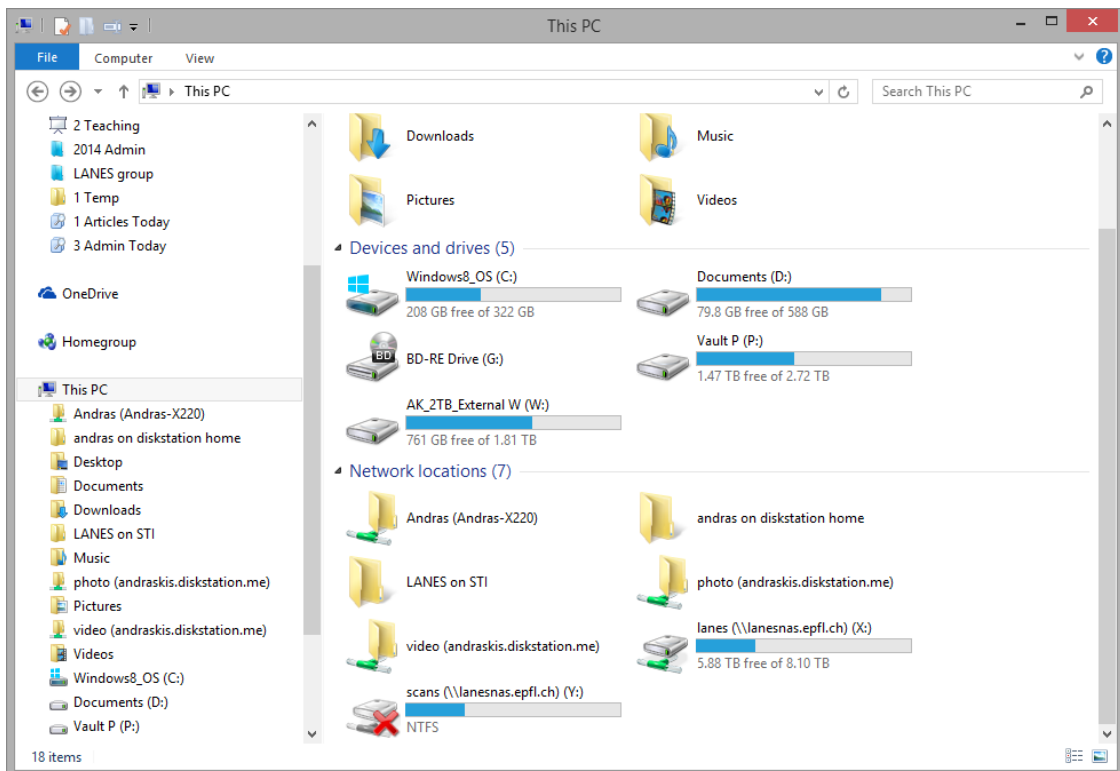 This PC
File Computer View
This PC
Search This PC
2 Teaching
2014 Admin
LANES group
1 Temp
1 Articles Today
3 Admin Today
OneDrive
Homegroup
This PC
Andras (Andras-X220)
andras on diskstation home
Desktop
Documents
Downloads
LANES on STI
Music
photo (andraskis.diskstation.me)
Pictures
video (andraskis.diskstation.me)
Videos
Windows8_OS (C:)
Documents (D:)
Vault P (P:)
Downloads
Music
Pictures
Videos
Devices and drives (5)
Windows8_OS (C:)
208 GB free of 322 GB
Documents (D:)
79.8 GB free of 588 GB
BD
BD-RE Drive (G:)
Vault P (P:)
1.47 TB free of 2.72 TB
AK_2TB_External W (W:)
761 GB free of 1.81 TB
Network locations (7)
Andras (Andras-X220)
andras on diskstation home
LANES on STI
photo (andraskis.diskstation.me)
video (andraskis.diskstation.me)
lanes (\\lanesnas.epfl.ch) (X:)
5.88 TB free of 8.10 TB
scans (\\lanesnas.epfl.ch) (Y:)
NTFS
18 items